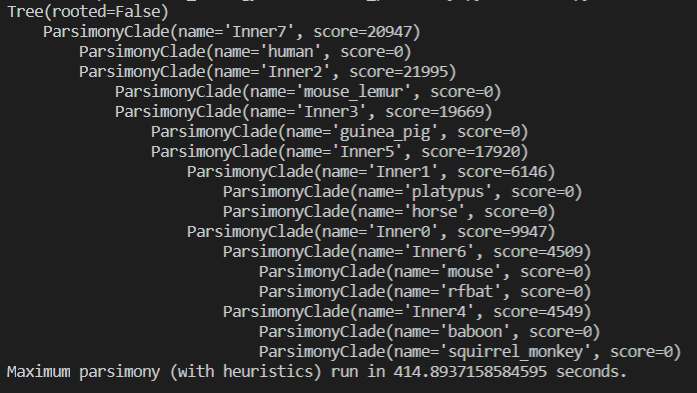 Tree(rooted=False)
    ParsimonyClade(name='Inner7', score=20947)
        ParsimonyClade(name='human', score=0)
        ParsimonyClade(name='Inner2', score=21995)
            ParsimonyClade(name='mouse_lemur', score=0)
            ParsimonyClade(name='Inner3', score=19669)
                ParsimonyClade(name='guinea_pig', score=0)
                ParsimonyClade(name='Inner5', score=17920)
                    ParsimonyClade(name='Inner1', score=6146)
                        ParsimonyClade(name='platypus', score=0)
                        ParsimonyClade(name='horse', score=0)
                    ParsimonyClade(name='Inner0', score=9947)
                        ParsimonyClade(name='Inner6', score=4509)
                            ParsimonyClade(name='mouse', score=0)
                            ParsimonyClade(name='rfbat', score=0)
                        ParsimonyClade(name='Inner4', score=4549)
                            ParsimonyClade(name='baboon', score=0)
                            ParsimonyClade(name='squirrel_monkey', score=0)
Maximum parsimony (with heuristics) run in 414.8937158584595 seconds.